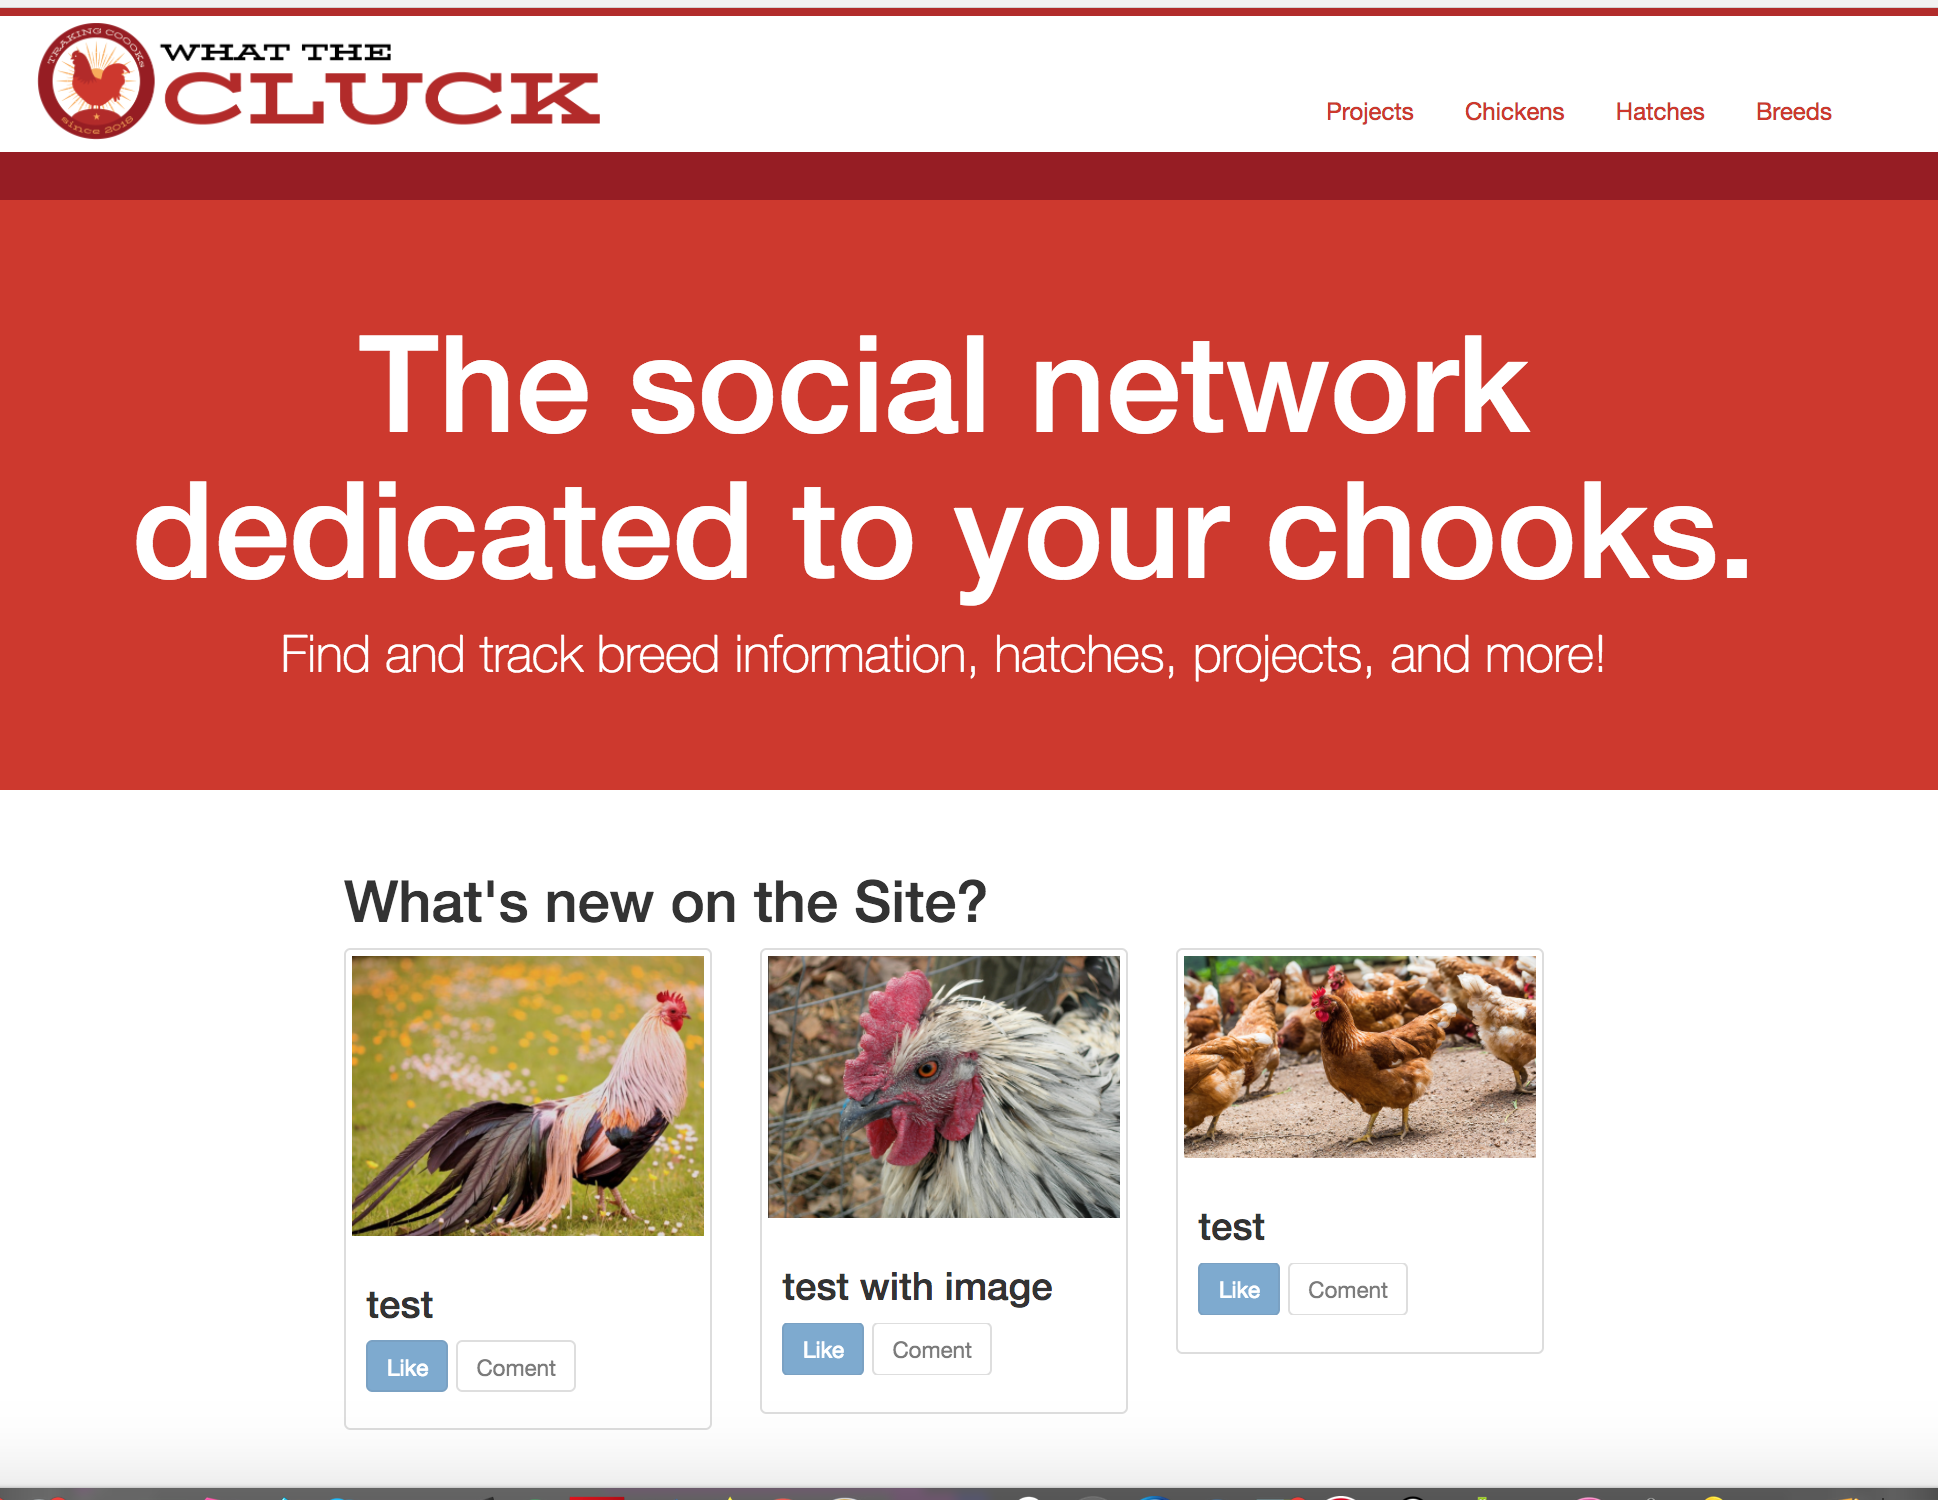 TRAKING COOOKS
since 2018
WHAT THE
CLUCK
Projects Chickens Hatches Breeds
The social network
dedicated to your chooks.
Find and track breed information, hatches, projects, and more!
What's new on the Site?
test
Like Coment
test with image
Like Coment
test
Like Coment